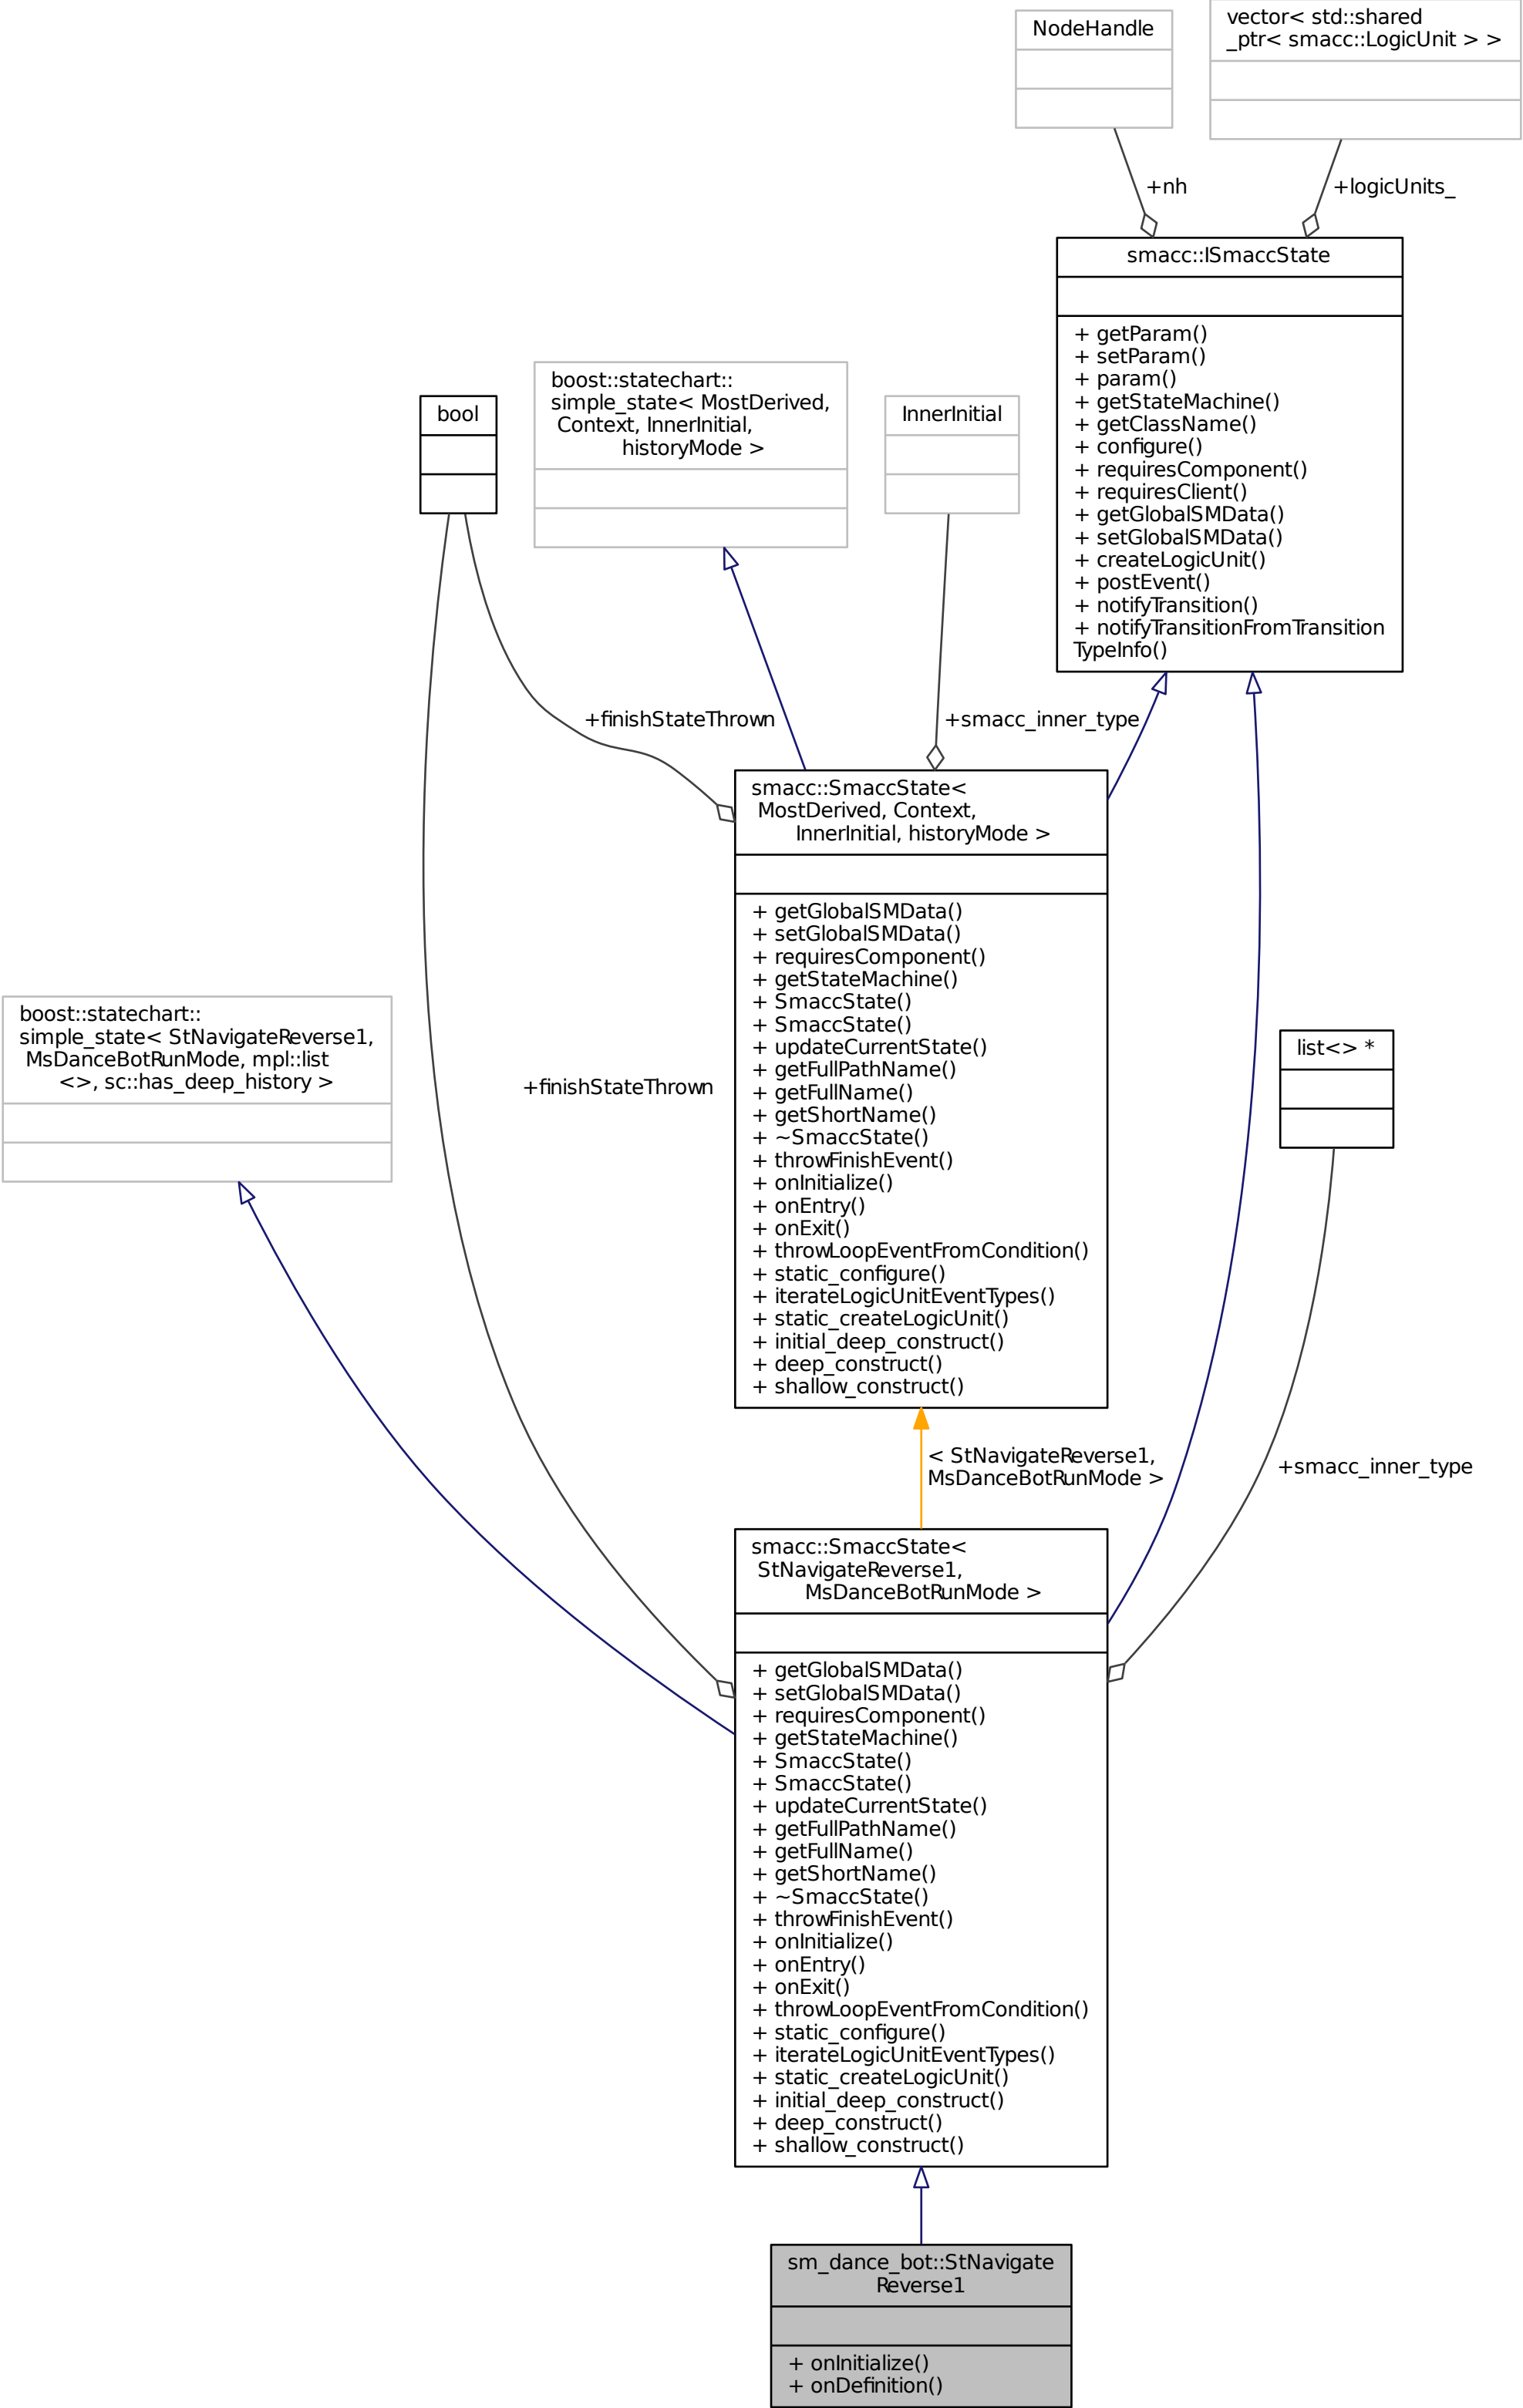 NodeHandle
vector< std::shared
_ptr< smacc::LogicUnit > >
+nh
+logicUnits_
smacc::ISmaccState
+ getParam()
+ setParam()
+ param()
+ getStateMachine()
+ getClassName()
+ configure()
+ requiresComponent()
+ requiresClient()
+ getGlobalSMData()
+ setGlobalSMData()
+ createLogicUnit()
+ postEvent()
+ notifyTransition()
+ notifyTransitionFromTransition
TypeInfo()
bool
boost::statechart::
simple_state< MostDerived,
Context, InnerInitial,
historyMode >
InnerInitial
+finishStateThrown
+smacc_inner_type
smacc::SmaccState<
MostDerived, Context,
InnerInitial, historyMode >
+ getGlobalSMData()
+ setGlobalSMData()
+ requiresComponent()
+ getStateMachine()
+ SmaccState()
+ SmaccState()
+ updateCurrentState()
+ getFullPathName()
+ getFullName()
+ getShortName()
+ ~SmaccState()
+ throwFinishEvent()
+ onInitialize()
+ onEntry()
+ onExit()
+ throwLoopEventFromCondition()
+ static_configure()
+ iterateLogicUnitEventTypes()
+ static_createLogicUnit()
+ initial_deep_construct()
+ deep_construct()
+ shallow_construct()
boost::statechart::
simple_state< StNavigateReverse1,
MsDanceBotRunMode, mpl::list
<>, sc::has_deep_history >
+finishStateThrown
list<> *
< StNavigateReverse1,
MsDanceBotRunMode >
+smacc_inner_type
smacc::SmaccState<
StNavigateReverse1,
MsDanceBotRunMode >
+ getGlobalSMData()
+ setGlobalSMData()
+ requiresComponent()
+ getStateMachine()
+ SmaccState()
+ SmaccState()
+ updateCurrentState()
+ getFullPathName()
+ getFullName()
+ getShortName()
+ ~SmaccState()
+ throwFinishEvent()
+ onInitialize()
+ onEntry()
+ onExit()
+ throwLoopEventFromCondition()
+ static_configure()
+ iterateLogicUnitEventTypes()
+ static_createLogicUnit()
+ initial_deep_construct()
+ deep_construct()
+ shallow_construct()
sm_dance_bot::StNavigate
Reverse1
+ onInitialize()
+ onDefinition()